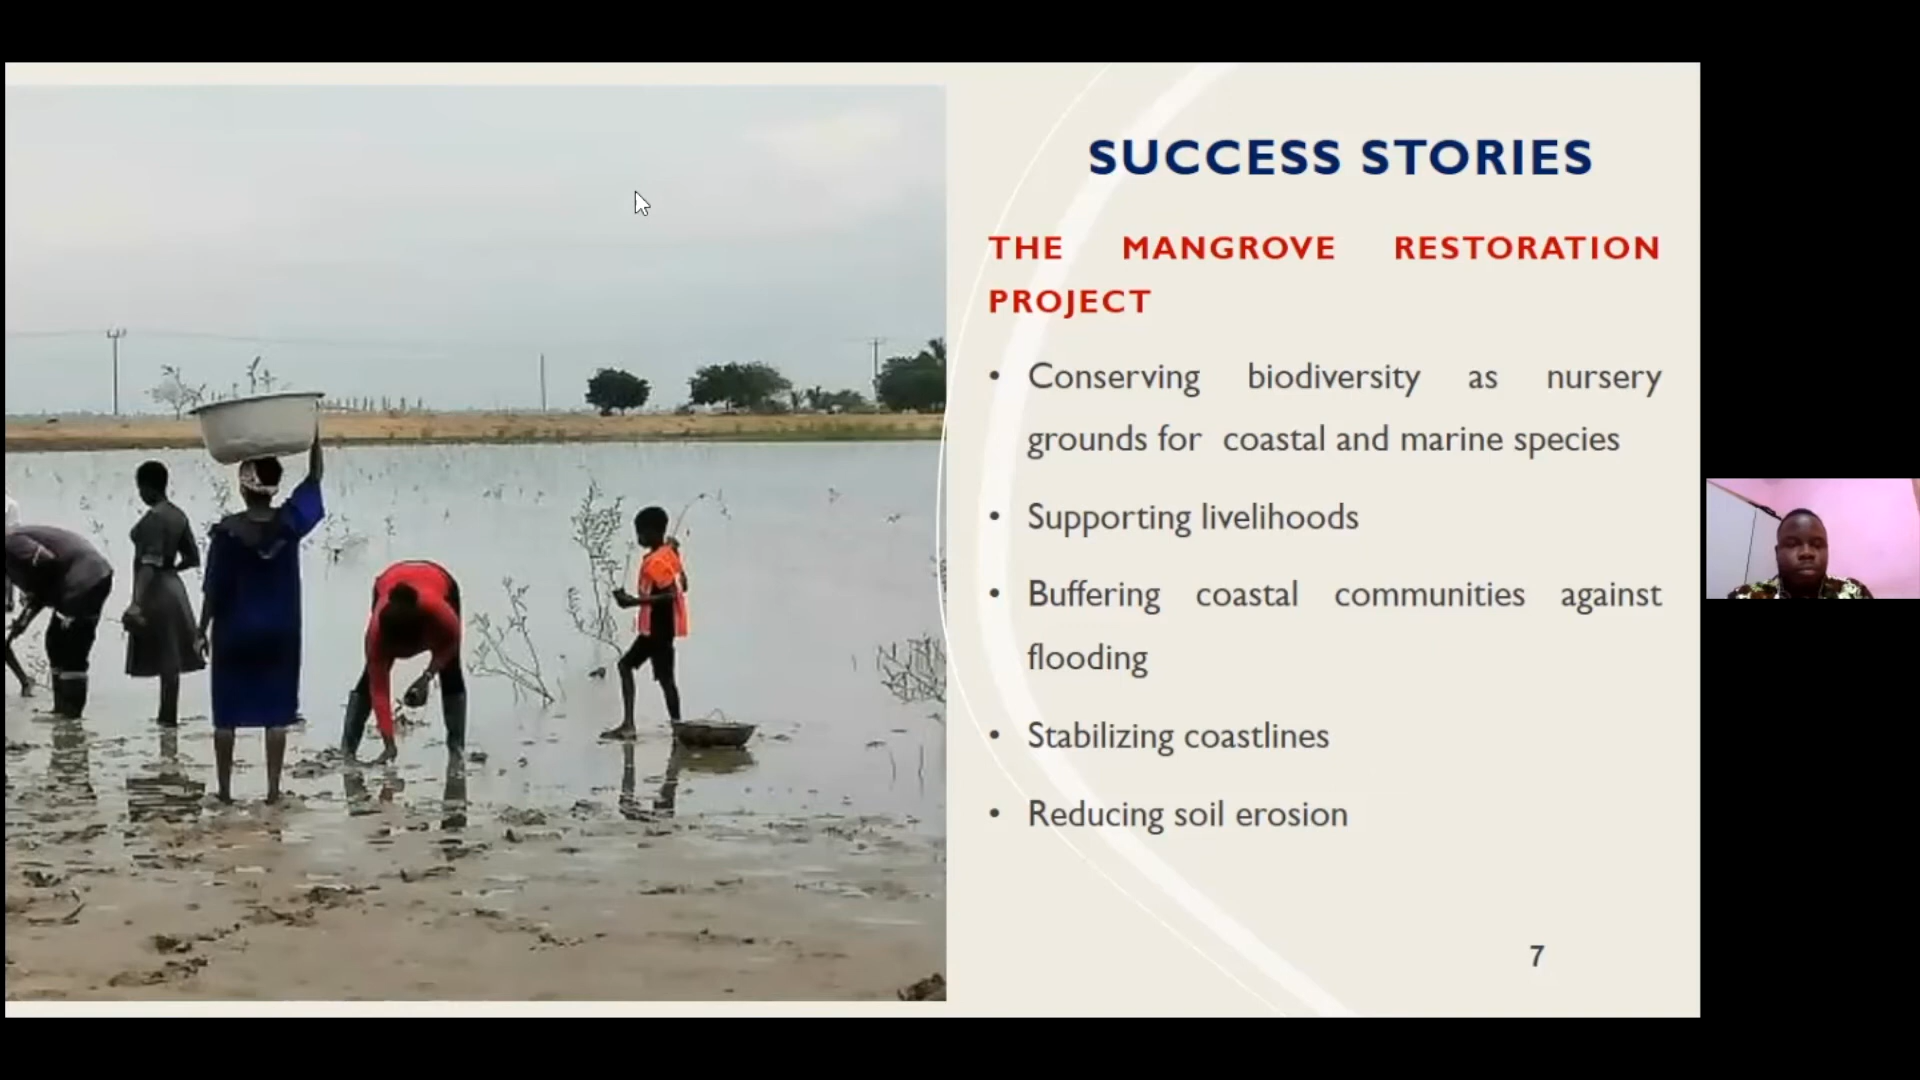 SUCCESS STORIES
THE MANGROVE RESTORATION
PROJECT
• Conserving biodiversity as nursery
grounds for coastal and marine species
• Supporting livelihoods
• Buffering coastal communities against
flooding
• Stabilizing coastlines
• Reducing soil erosion
7